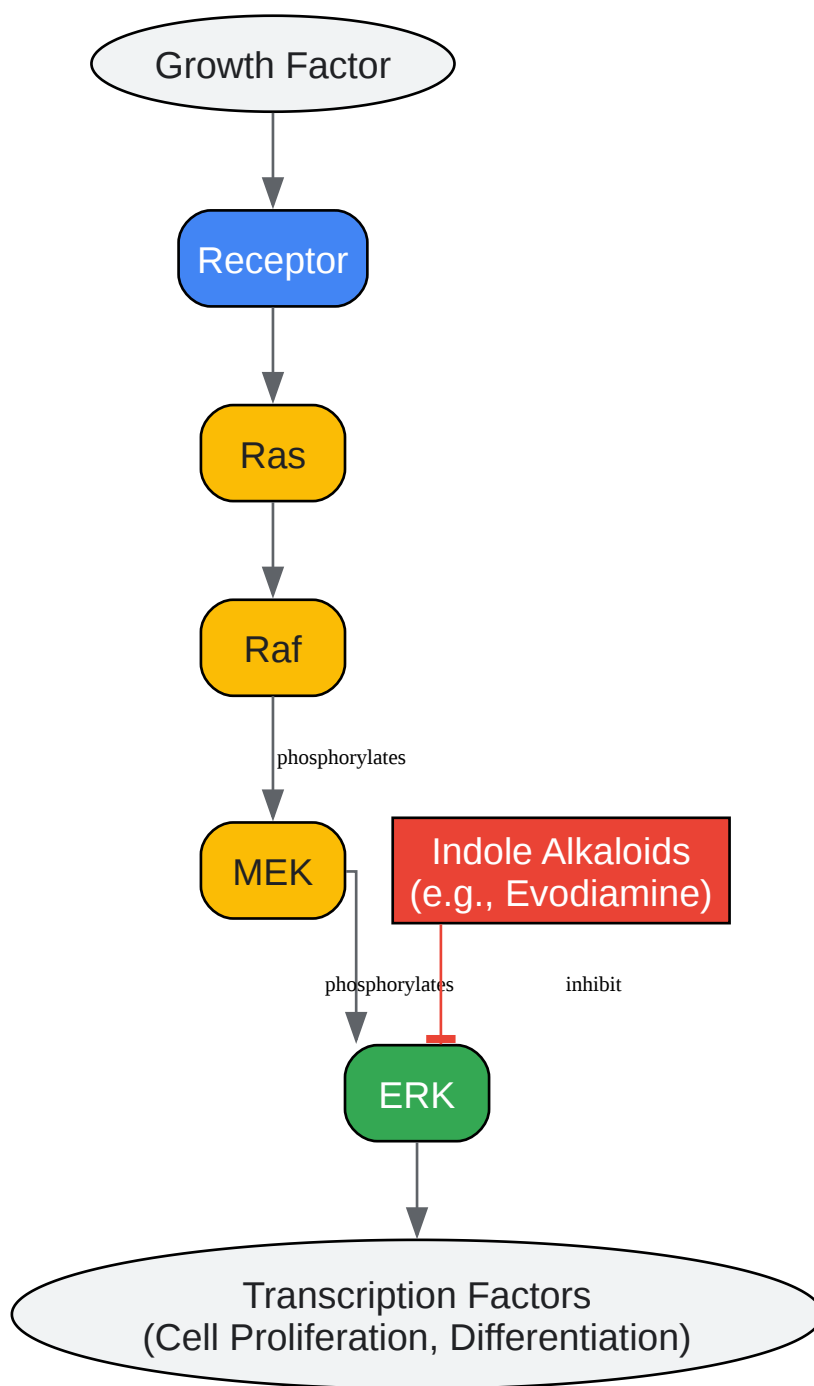 Growth Factor
Receptor
Ras
Raf
phosphorylates
MEK
Indole Alkaloids
(e.g., Evodiamine)
phosphorylates
inhibit
ERK
Transcription Factors
(Cell Proliferation, Differentiation)